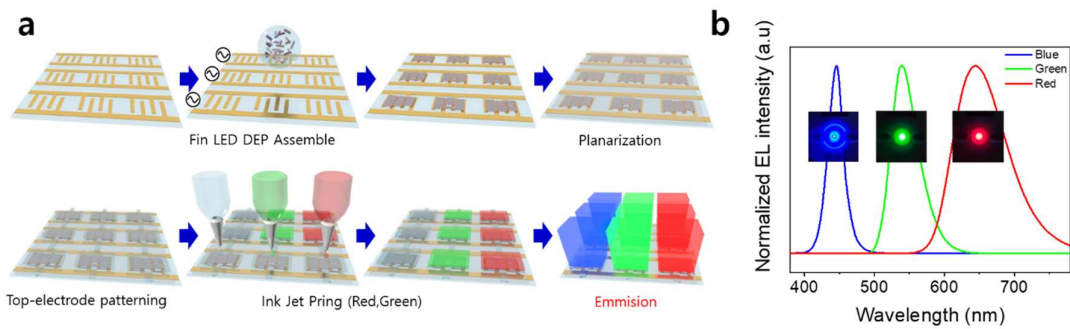 a
Fin LED DEP Assemble
Planarization
Top-electrode patterning
Ink Jet Pring (Red,Green)
Emmision
b
Normalized EL intensity (a.u)
Blue
Green
Red
400
500
600
700
Wavelength (nm)